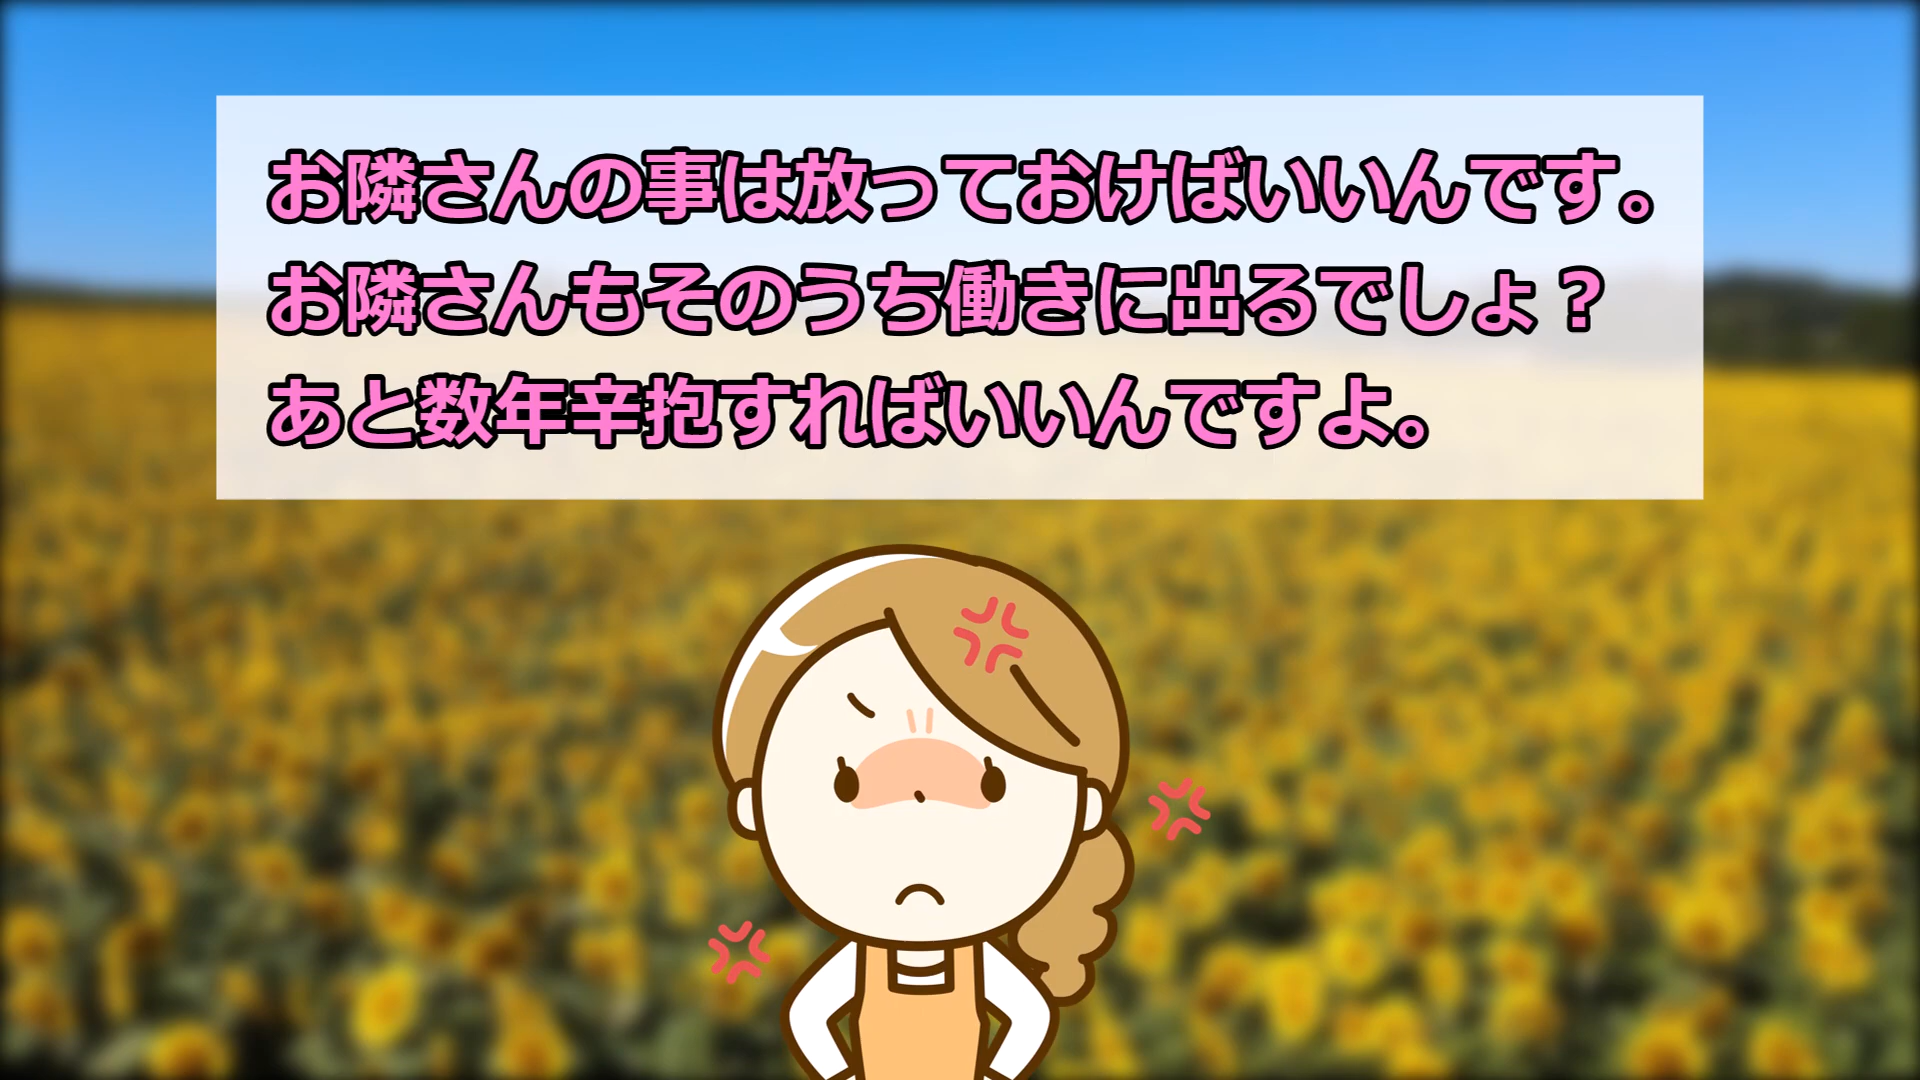 お隣さんの事は放っておけばいいんです。
お隣さんもそのうち働きに出るでしょ？
あと数年辛抱すればいいんですよ。